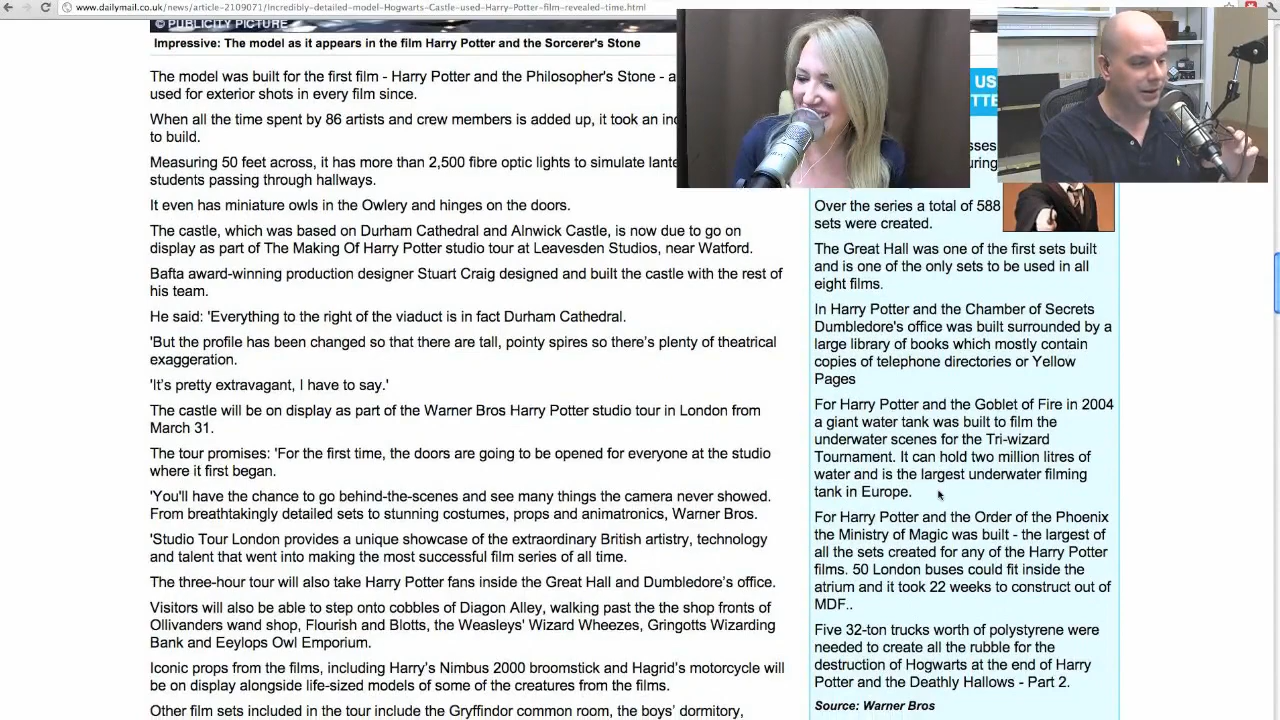 www.dailymail.co.uk/news/article-2109071/Incredibly-detailed-model-Hogwarts-Castle-used-Harry-Potter-film-revealed-time.html
© PUBLICITY PICTURE
Impressive: The model as it appears in the film Harry Potter and the Sorcerer's Stone
The model was built for the first film - Harry Potter and the Philosopher's Stone - a
used for exterior shots in every film since.
When all the time spent by 86 artists and crew members is added up, it took an inc
to build.
Measuring 50 feet across, it has more than 2,500 fibre optic lights to simulate lante
students passing through hallways.
It even has miniature owls in the Owlery and hinges on the doors.
The castle, which was based on Durham Cathedral and Alnwick Castle, is now due to go on
display as part of The Making Of Harry Potter studio tour at Leavesden Studios, near Watford.
Bafta award-winning production designer Stuart Craig designed and built the castle with the rest of
his team.
He said: 'Everything to the right of the viaduct is in fact Durham Cathedral.
'But the profile has been changed so that there are tall, pointy spires so there's plenty of theatrical
exaggeration.
'It's pretty extravagant, I have to say.'
The castle will be on display as part of the Warner Bros Harry Potter studio tour in London from
March 31.
The tour promises: 'For the first time, the doors are going to be opened for everyone at the studio
where it first began.
'You'll have the chance to go behind-the-scenes and see many things the camera never showed.
From breathtakingly detailed sets to stunning costumes, props and animatronics, Warner Bros.
'Studio Tour London provides a unique showcase of the extraordinary British artistry, technology
and talent that went into making the most successful film series of all time.
The three-hour tour will also take Harry Potter fans inside the Great Hall and Dumbledore's office.
Visitors will also be able to step onto cobbles of Diagon Alley, walking past the the shop fronts of
Ollivanders wand shop, Flourish and Blotts, the Weasleys' Wizard Wheezes, Gringotts Wizarding
Bank and Eeylops Owl Emporium.
Iconic props from the films, including Harry's Nimbus 2000 broomstick and Hagrid's motorcycle will
be on display alongside life-sized models of some of the creatures from the films.
Other film sets included in the tour include the Gryffindor common room, the boys' dormitory,
US
TTE
sses
uring
Over the series a total of 588
sets were created.
The Great Hall was one of the first sets built
and is one of the only sets to be used in all
eight films.
In Harry Potter and the Chamber of Secrets
Dumbledore's office was built surrounded by a
large library of books which mostly contain
copies of telephone directories or Yellow
Pages
For Harry Potter and the Goblet of Fire in 2004
a giant water tank was built to film the
underwater scenes for the Tri-wizard
Tournament. It can hold two million litres of
water and is the largest underwater filming
tank in Europe.
For Harry Potter and the Order of the Phoenix
the Ministry of Magic was built - the largest of
all the sets created for any of the Harry Potter
films. 50 London buses could fit inside the
atrium and it took 22 weeks to construct out of
MDF..
Five 32-ton trucks worth of polystyrene were
needed to create all the rubble for the
destruction of Hogwarts at the end of Harry
Potter and the Deathly Hallows - Part 2.
Source: Warner Bros